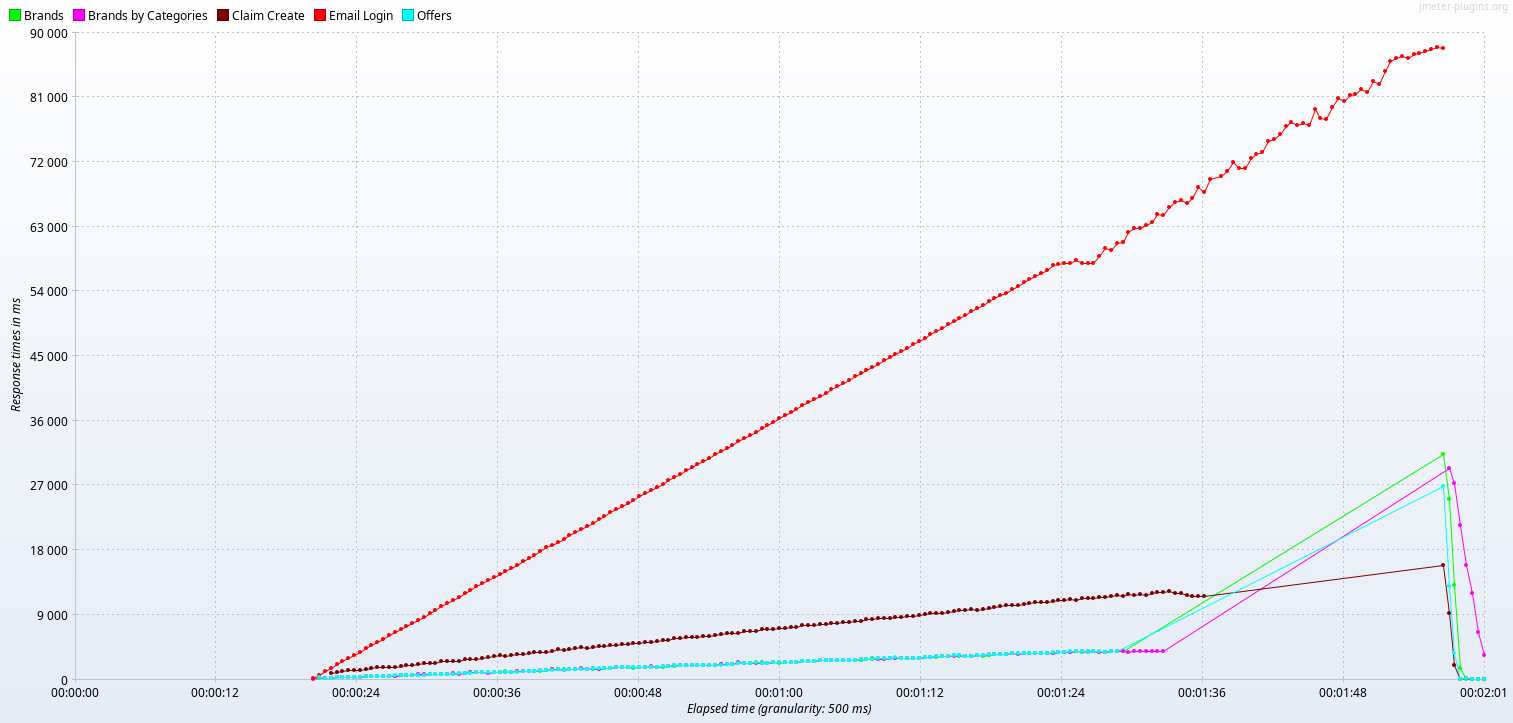 Brands Brands by Categories Claim Create Email Login Offers
jmeter-plugins.org
90 000
81 000
72 000
63 000
54 000
45 000
36 000
27 000
18 000
9 000
0
Response times in ms
00:00:00 00:00:12 00:00:24 00:00:36 00:00:48 00:01:00 00:01:12 00:01:24 00:01:36 00:01:48 00:02:01
Elapsed time (granularity: 500 ms)